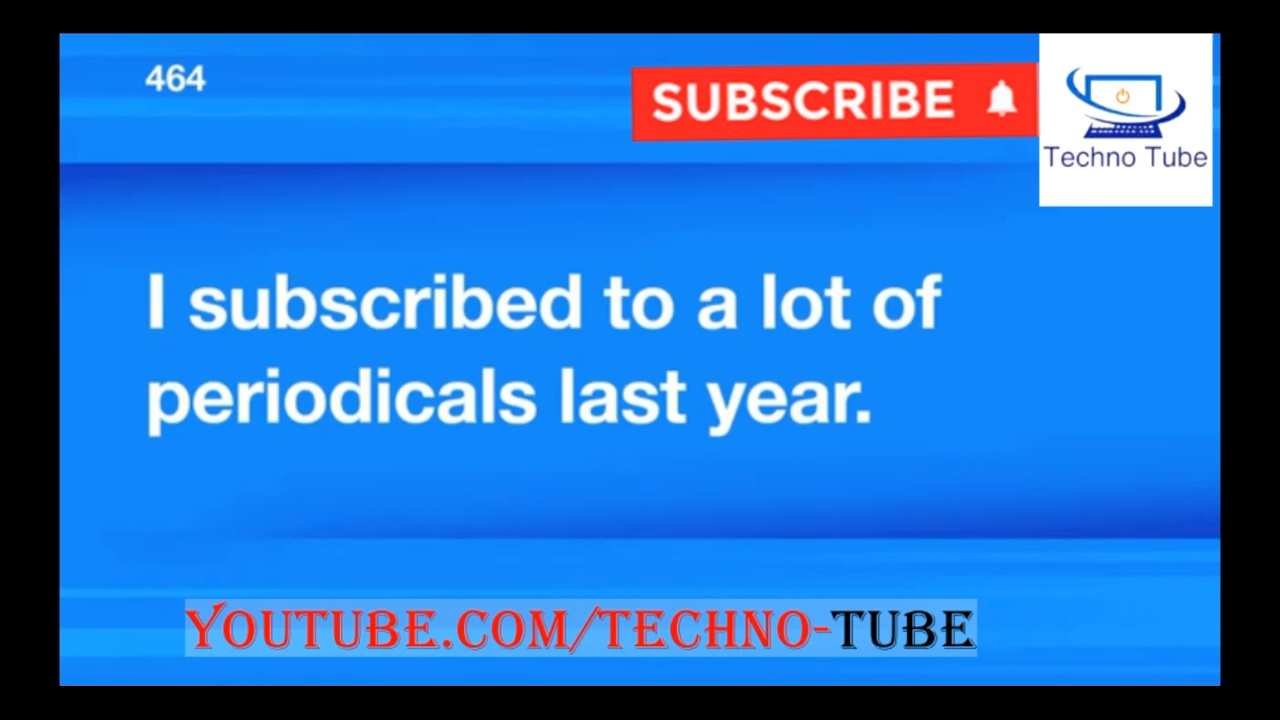 464
SUBSCRIBE
Techno Tube
I subscribed to a lot of
periodicals last year.
YOUTUBE.COM/TECHNO-TUBE